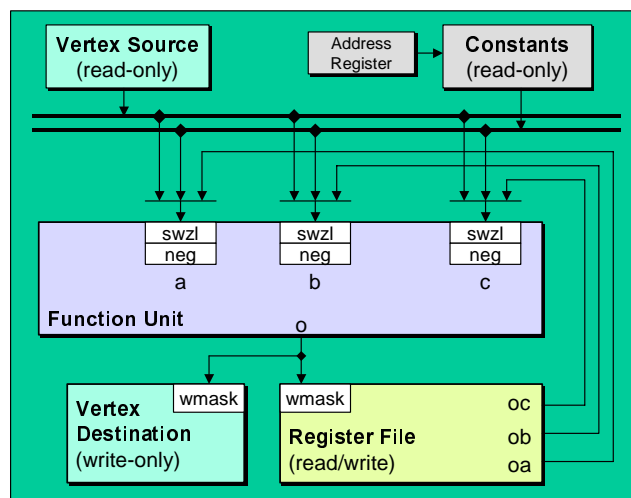 Vertex Source
(read-only)
Address
Register
Constants
(read-only)
swzl
neg
a
swzl
neg
b
swzl
neg
c
Function Unit
o
wmask
Vertex
Destination
(write-only)
wmask
Register File
(read/write)
oc
ob
oa